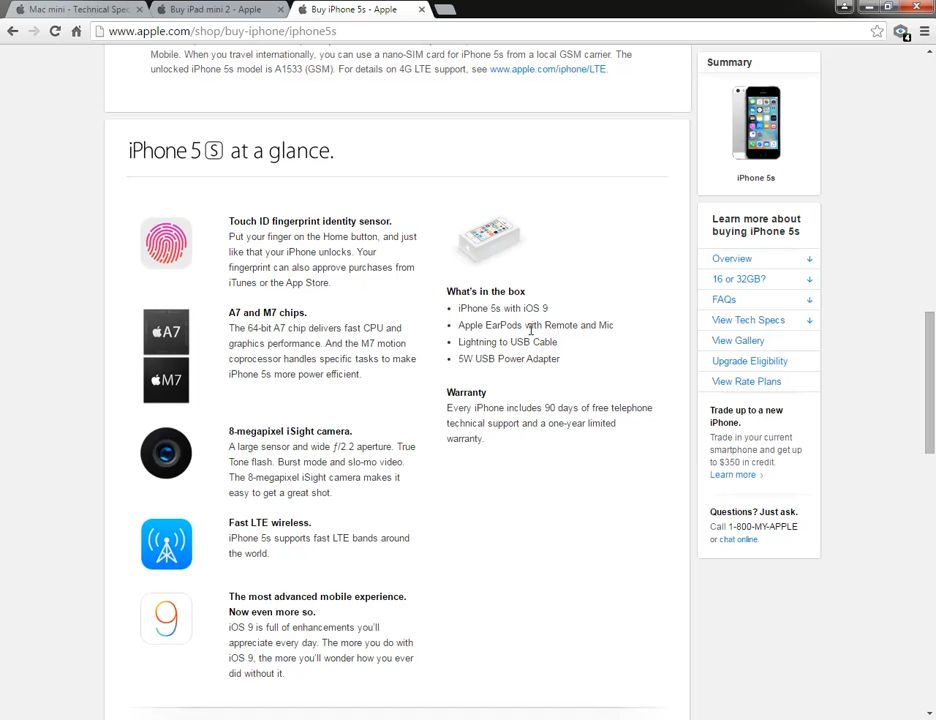 Mac mini - Technical Spec
Buy iPad mini 2 - Apple
Buy iPhone 5s - Apple
www.apple.com/shop/buy-iphone/iphone5s
4
Mobile. When you travel internationally, you can use a nano-SIM card for iPhone 5s from a local GSM carrier. The
unlocked iPhone 5s model is A1533 (GSM). For details on 4G LTE support, see www.apple.com/iphone/LTE.
iPhone 5 S at a glance.
Touch ID fingerprint identity sensor.
Put your finger on the Home button, and just
like that your iPhone unlocks. Your
fingerprint can also approve purchases from
iTunes or the App Store.
A7
M7
A7 and M7 chips.
The 64-bit A7 chip delivers fast CPU and
graphics performance. And the M7 motion
coprocessor handles specific tasks to make
iPhone 5s more power efficient.
8-megapixel iSight camera.
A large sensor and wide ƒ/2.2 aperture. True
Tone flash. Burst mode and slo-mo video.
The 8-megapixel iSight camera makes it
easy to get a great shot.
Fast LTE wireless.
iPhone 5s supports fast LTE bands around
the world.
9
The most advanced mobile experience.
Now even more so.
iOS 9 is full of enhancements you'll
appreciate every day. The more you do with
iOS 9, the more you'll wonder how you ever
did without it.
What's in the box
• iPhone 5s with iOS 9
• Apple EarPods with Remote and Mic
• Lightning to USB Cable
• 5W USB Power Adapter
Warranty
Every iPhone includes 90 days of free telephone
technical support and a one-year limited
warranty.
Summary
iPhone 5s
Learn more about
buying iPhone 5s
Overview
16 or 32GB?
FAQs
View Tech Specs
View Gallery
Upgrade Eligibility
View Rate Plans
Trade up to a new
iPhone.
Trade in your current
smartphone and get up
to $350 in credit.
Learn more ›
Questions? Just ask.
Call 1-800-MY-APPLE
or chat online.